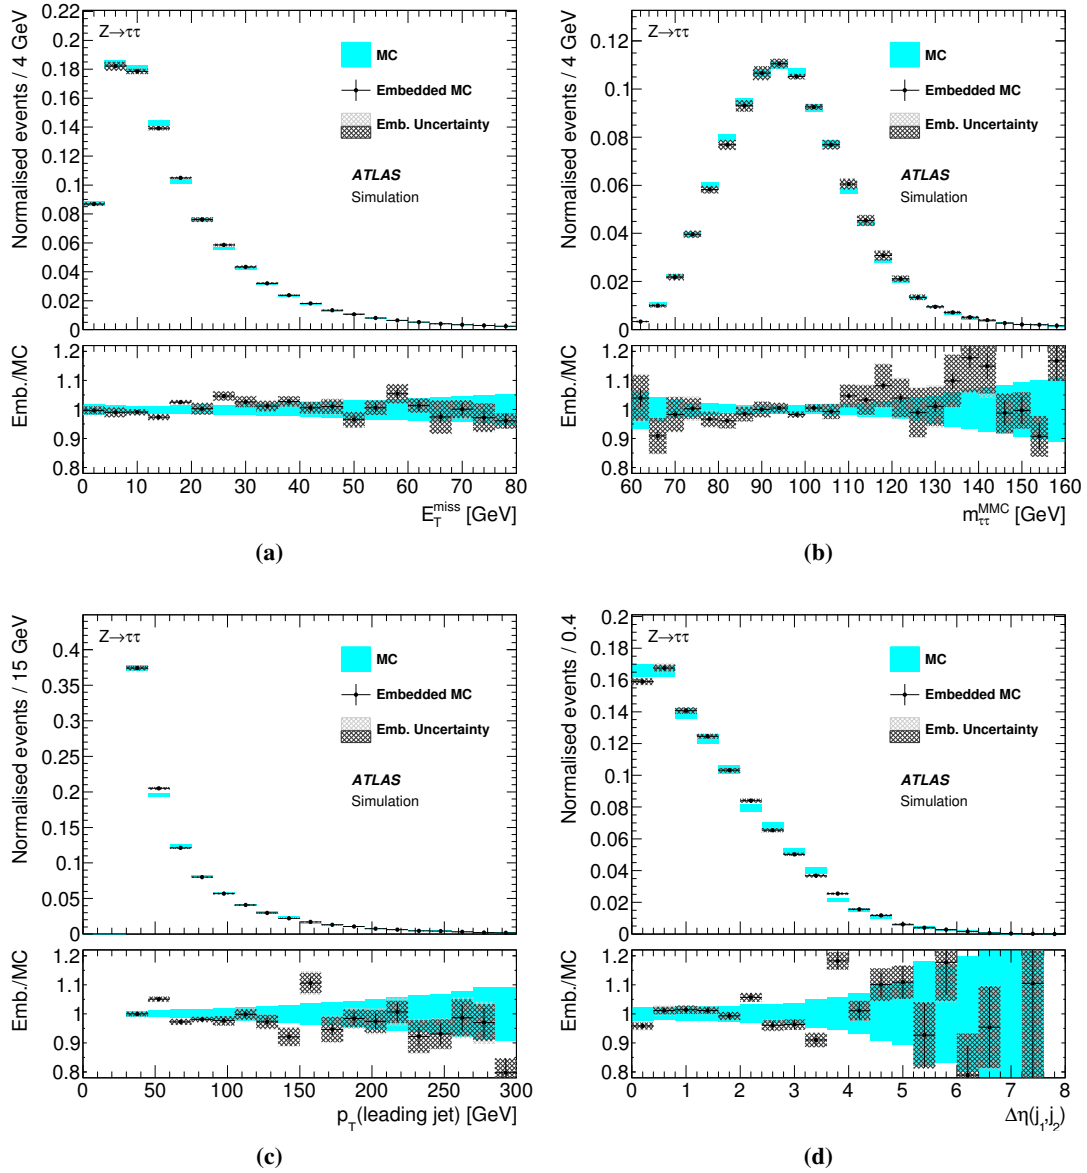 Z→ττ
MC
Embedded MC
Emb. Uncertainty
ATLAS
Simulation
Normalised events / 4 GeV
0.22
0.2
0.18
0.16
0.14
0.12
0.1
0.08
0.06
0.04
0.02
0
Emb./MC
1.2
1.1
1.0
0.9
0.8
0 10 20 30 40 50 60 70 80
E_T^miss [GeV]
(a)
Z→ττ
MC
Embedded MC
Emb. Uncertainty
ATLAS
Simulation
Normalised events / 4 GeV
0.12
0.1
0.08
0.06
0.04
0.02
0
Emb./MC
1.2
1.1
1.0
0.9
0.8
60 70 80 90 100 110 120 130 140 150 160
m_ττ^MMC [GeV]
(b)
Z→ττ
MC
Embedded MC
Emb. Uncertainty
ATLAS
Simulation
Normalised events / 15 GeV
0.4
0.35
0.3
0.25
0.2
0.15
0.1
0.05
0
Emb./MC
1.2
1.1
1.0
0.9
0.8
0 50 100 150 200 250 300
p_T(leading jet) [GeV]
(c)
Z→ττ
MC
Embedded MC
Emb. Uncertainty
ATLAS
Simulation
Normalised events / 0.4
0.2
0.18
0.16
0.14
0.12
0.1
0.08
0.06
0.04
0.02
0
Emb./MC
1.2
1.1
1.0
0.9
0.8
0 1 2 3 4 5 6 7 8
Δη(j_1,j_2)
(d)